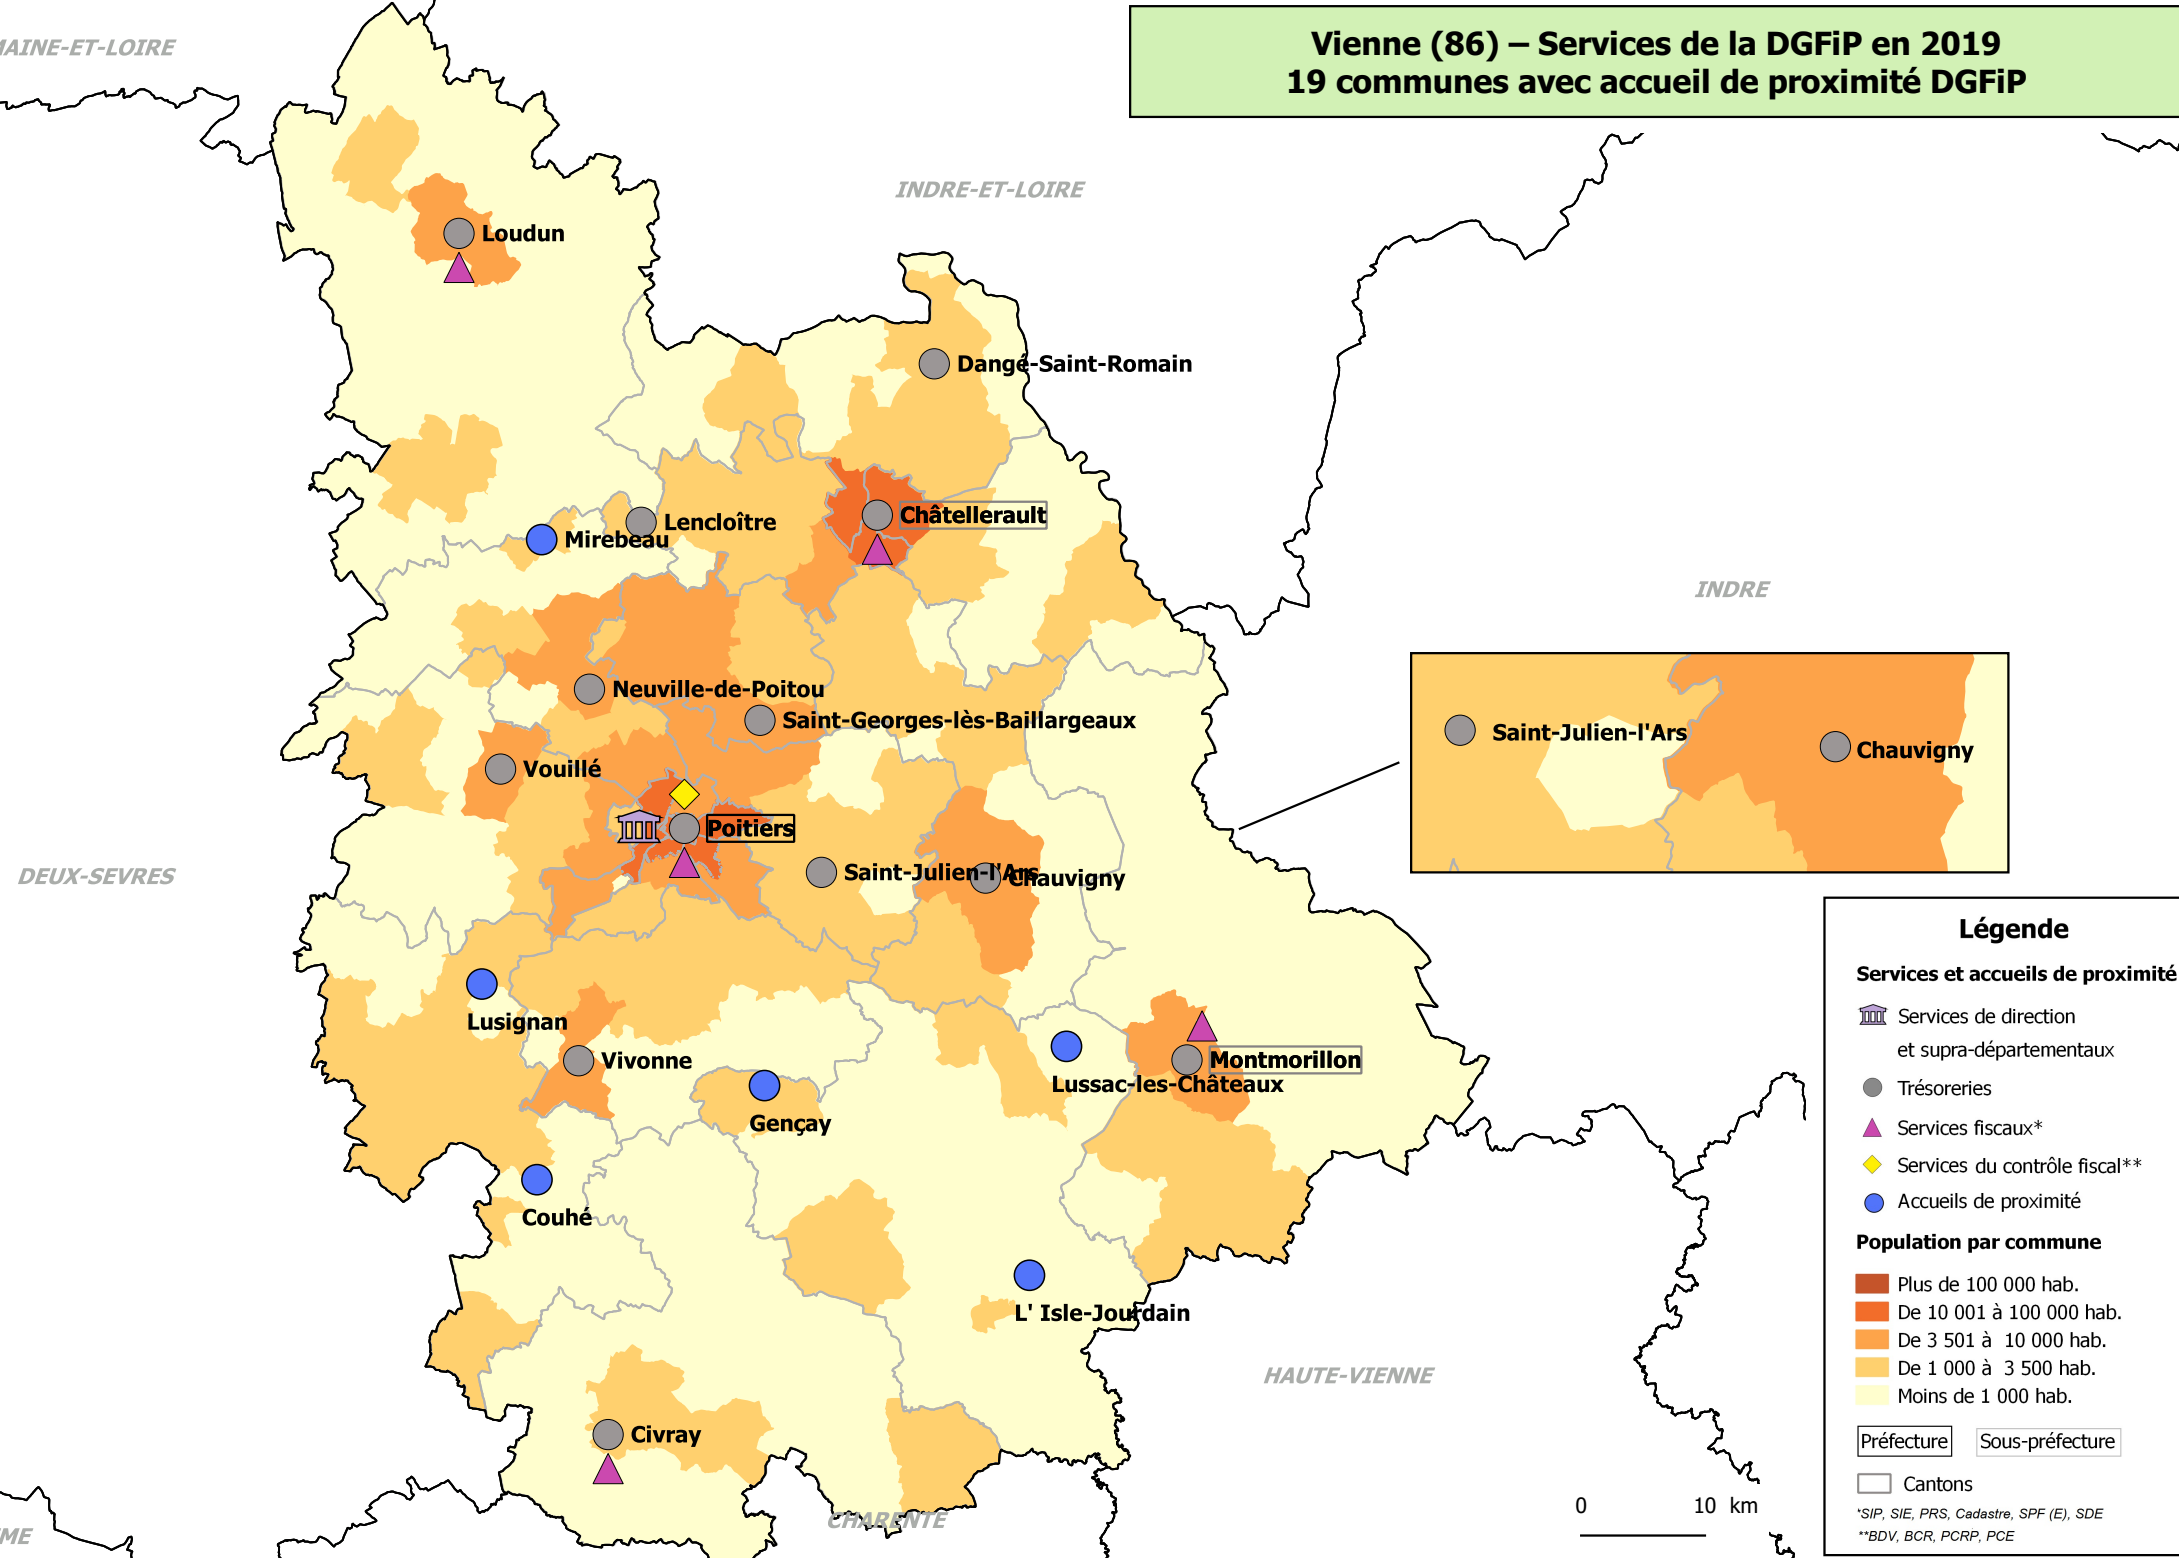 Vienne (86) – Services de la DGFiP en 2019
19 communes avec accueil de proximité DGFiP
MAINE-ET-LOIRE
INDRE-ET-LOIRE
Loudun
Dangé-Saint-Romain
Châtellerault
Lencloître
Mirebeau
INDRE
Neuville-de-Poitou
Saint-Georges-lès-Baillargeaux
Saint-Julien-l'Ars
Chauvigny
Vouillé
Poitiers
DEUX-SEVRES
Saint-Julien-l'Ars
Chauvigny
Lusignan
Vivonne
Montmorillon
Lussac-les-Châteaux
Gençay
Couhé
L' Isle-Jourdain
HAUTE-VIENNE
Civray
CHARENTE
Légende
Services et accueils de proximité
Services de direction
et supra-départementaux
Trésoreries
Services fiscaux*
Services du contrôle fiscal**
Accueils de proximité
Population par commune
Plus de 100 000 hab.
De 10 001 à 100 000 hab.
De 3 501 à 10 000 hab.
De 1 000 à 3 500 hab.
Moins de 1 000 hab.
Préfecture Sous-préfecture
Cantons
*SIP, SIE, PRS, Cadastre, SPF (E), SDE
**BDV, BCR, PCRP, PCE
0 10 km